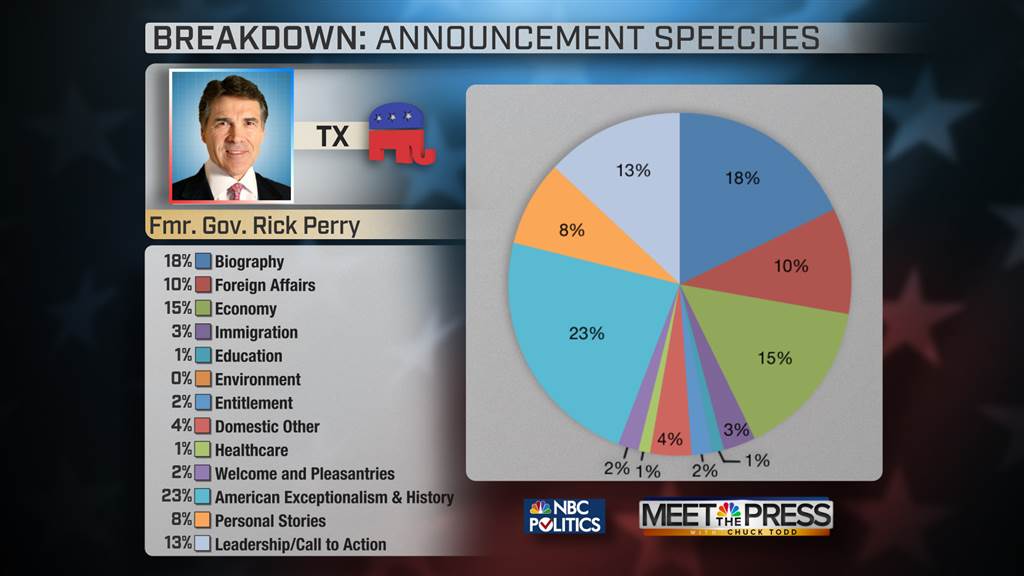 BREAKDOWN: ANNOUNCEMENT SPEECHES
TX
Fmr. Gov. Rick Perry
18% Biography
10% Foreign Affairs
15% Economy
3% Immigration
1% Education
0% Environment
2% Entitlement
4% Domestic Other
1% Healthcare
2% Welcome and Pleasantries
23% American Exceptionalism & History
8% Personal Stories
13% Leadership/Call to Action
13%
18%
8%
10%
23%
15%
3%
4%
2%
1%
2%
1%
NBC
POLITICS
MEET THE PRESS
WITH CHUCK TODD